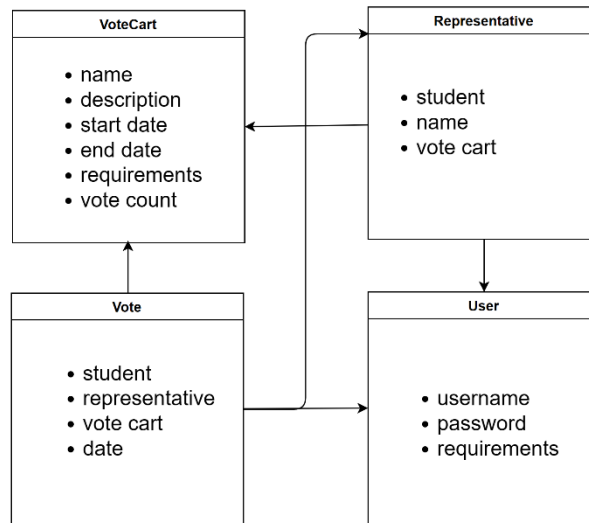 VoteCart
name
description
start date
end date
requirements
vote count
Representative
student
name
vote cart
Vote
student
representative
vote cart
date
User
username
password
requirements